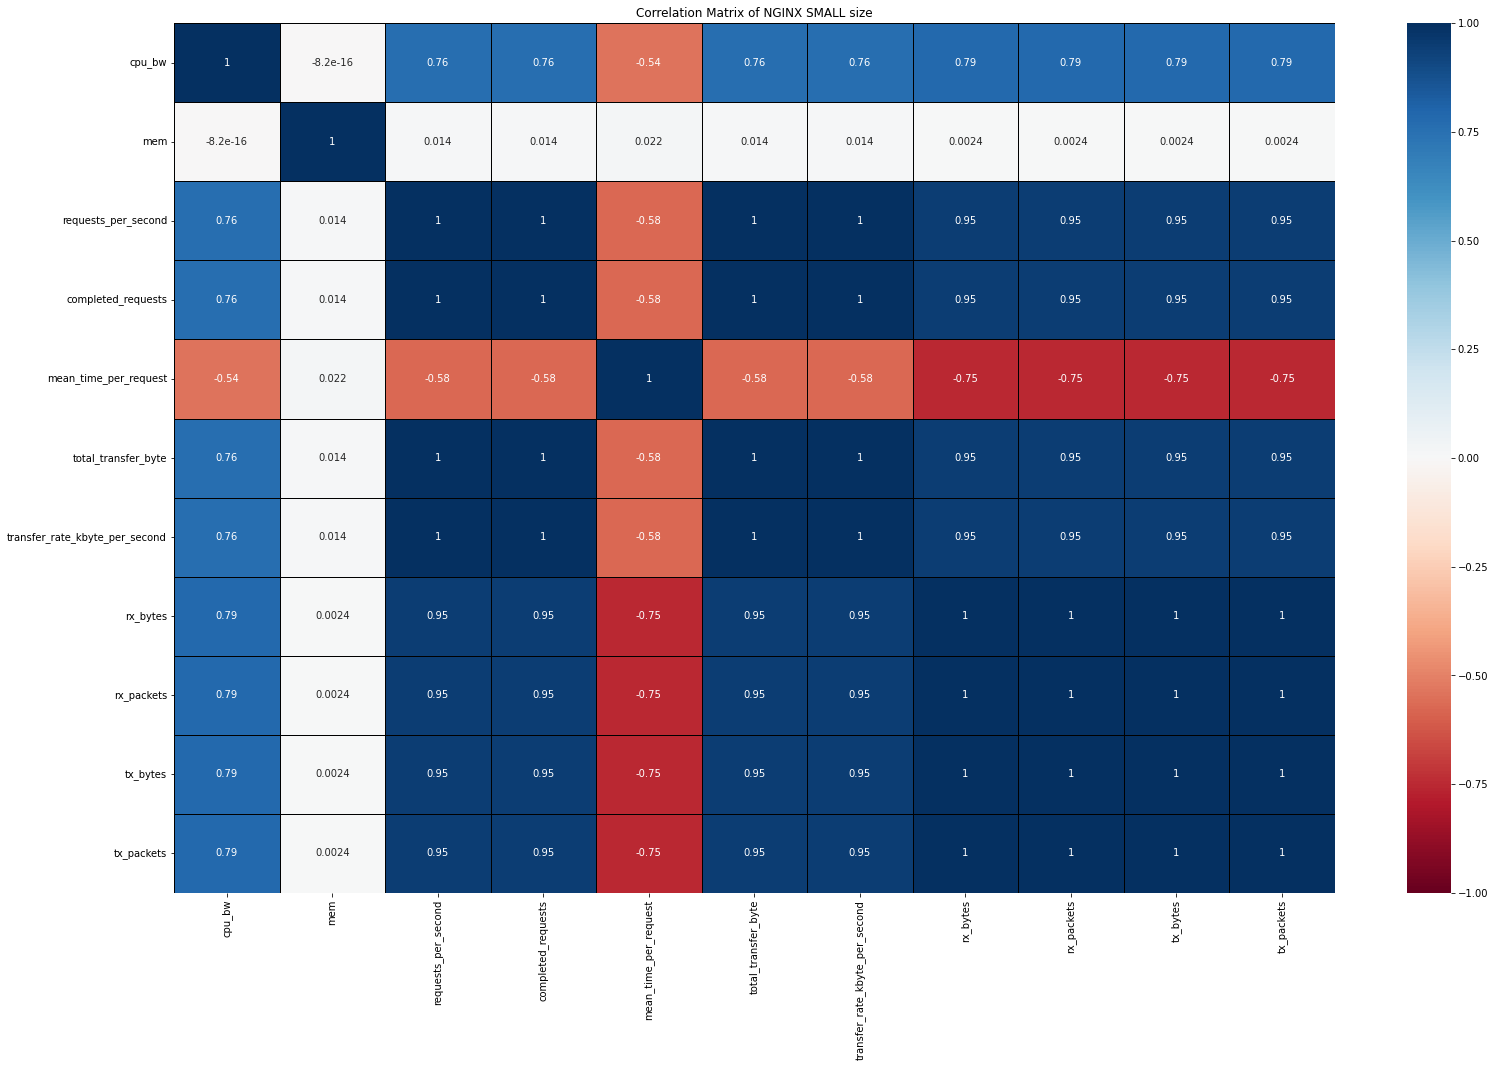 Correlation Matrix of NGINX SMALL size
cpu_bw 1 -8.2e-16 0.76 0.76 -0.54 0.76 0.76 0.79 0.79 0.79 0.79
mem -8.2e-16 1 0.014 0.014 0.022 0.014 0.014 0.0024 0.0024 0.0024 0.0024
requests_per_second 0.76 0.014 1 1 -0.58 1 1 0.95 0.95 0.95 0.95
completed_requests 0.76 0.014 1 1 -0.58 1 1 0.95 0.95 0.95 0.95
mean_time_per_request -0.54 0.022 -0.58 -0.58 1 -0.58 -0.58 -0.75 -0.75 -0.75 -0.75
total_transfer_byte 0.76 0.014 1 1 -0.58 1 1 0.95 0.95 0.95 0.95
transfer_rate_kbyte_per_second 0.76 0.014 1 1 -0.58 1 1 0.95 0.95 0.95 0.95
rx_bytes 0.79 0.0024 0.95 0.95 -0.75 0.95 0.95 1 1 1 1
rx_packets 0.79 0.0024 0.95 0.95 -0.75 0.95 0.95 1 1 1 1
tx_bytes 0.79 0.0024 0.95 0.95 -0.75 0.95 0.95 1 1 1 1
tx_packets 0.79 0.0024 0.95 0.95 -0.75 0.95 0.95 1 1 1 1
cpu_bw
mem
requests_per_second
completed_requests
mean_time_per_request
total_transfer_byte
transfer_rate_kbyte_per_second
rx_bytes
rx_packets
tx_bytes
tx_packets
1.00
0.75
0.50
0.25
0.00
−0.25
−0.50
−0.75
−1.00